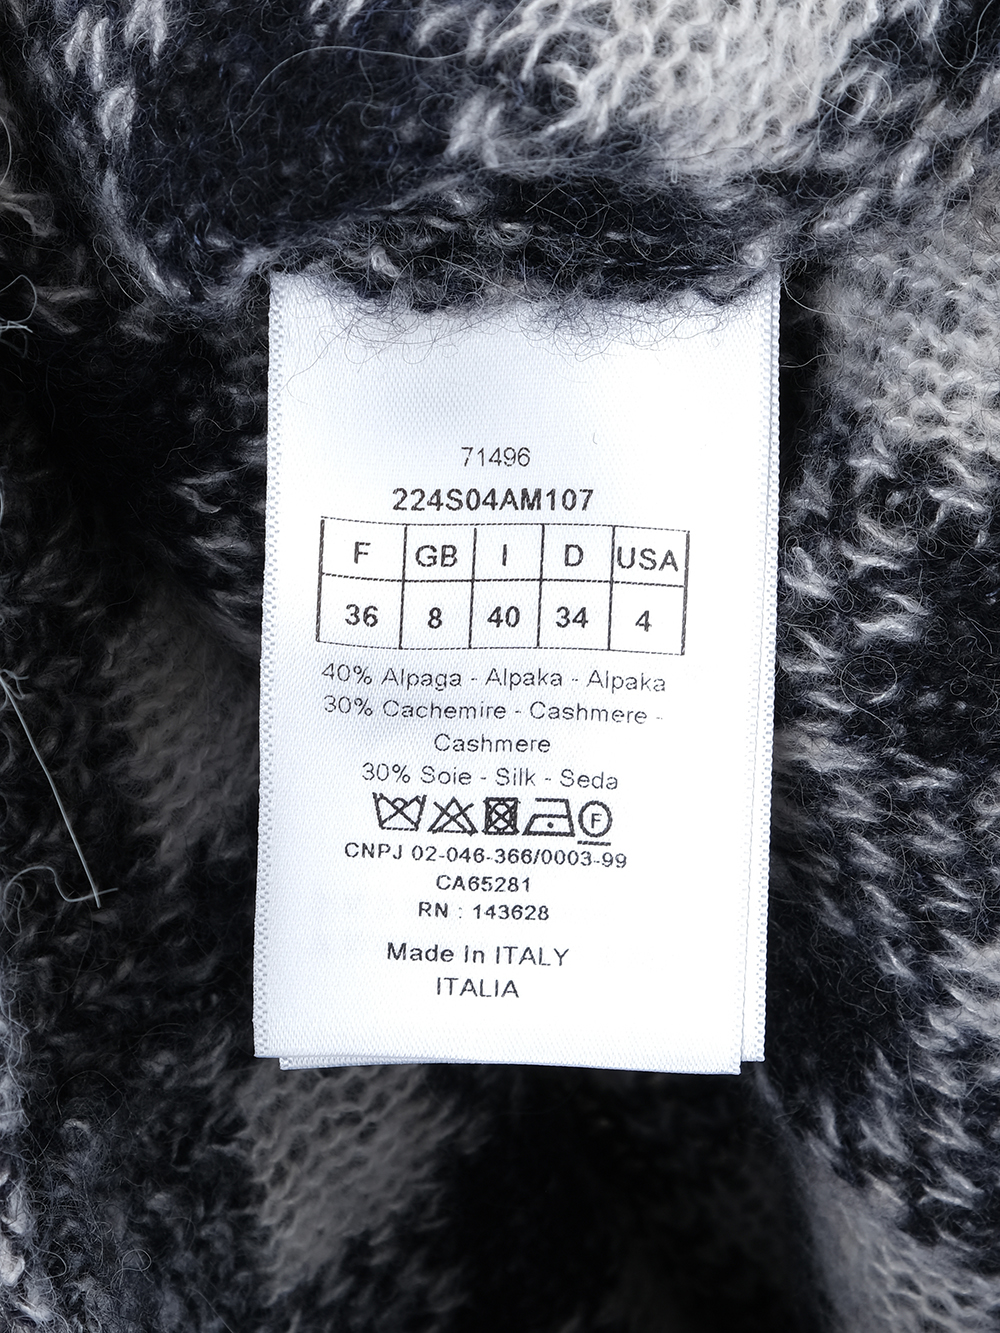 71496
224S04AM107
F GB I D USA
36 8 40 34 4
40% Alpaga - Alpaka - Alpaka
30% Cachemire - Cashmere -
Cashmere
30% Soie - Silk - Seda
F
CNPJ 02-046-366/0003-99
CA65281
RN : 143628
Made In ITALY
ITALIA